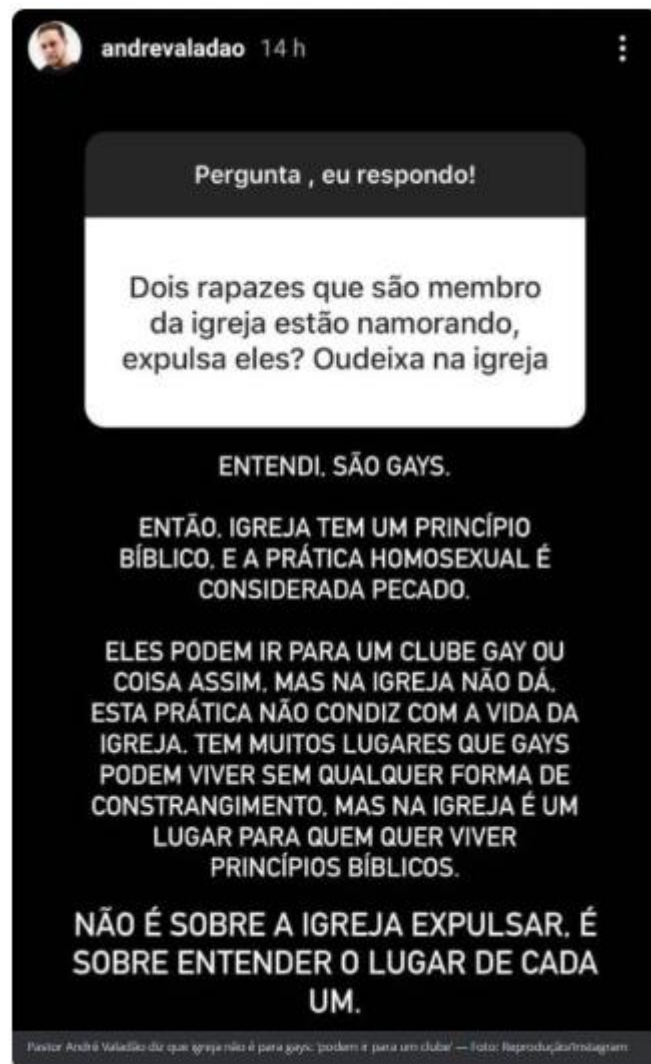 andrevaladao 14 h
Pergunta , eu respondo!
Dois rapazes que são membro
da igreja estão namorando,
expulsa eles? Oudeixa na igreja
ENTENDI. SÃO GAYS.
ENTÃO. IGREJA TEM UM PRINCÍPIO
BÍBLICO. E A PRÁTICA HOMOSEXUAL É
CONSIDERADA PECADO.
ELES PODEM IR PARA UM CLUBE GAY OU
COISA ASSIM. MAS NA IGREJA NÃO DÁ.
ESTA PRÁTICA NÃO CONDIZ COM A VIDA DA
IGREJA. TEM MUITOS LUGARES QUE GAYS
PODEM VIVER SEM QUALQUER FORMA DE
CONSTRANGIMENTO. MAS NA IGREJA É UM
LUGAR PARA QUEM QUER VIVER
PRINCÍPIOS BÍBLICOS.
NÃO É SOBRE A IGREJA EXPULSAR. É
SOBRE ENTENDER O LUGAR DE CADA
UM.
Pastor André Valadão diz que igreja não é para gays: 'podem ir para um clube' — Foto: Reprodução/Instagram